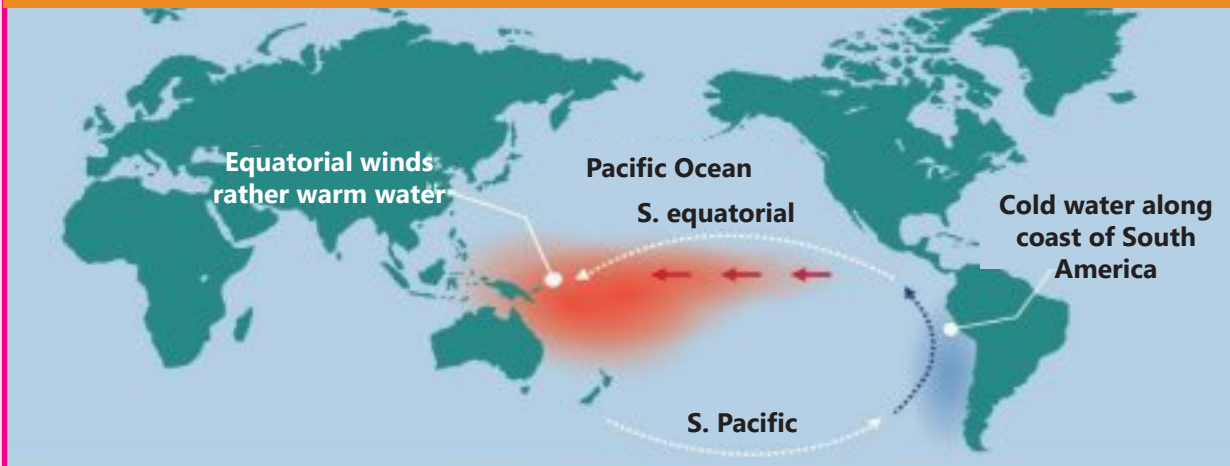 Equatorial winds
rather warm water
Pacific Ocean
S. equatorial
Cold water along
coast of South
America
S. Pacific